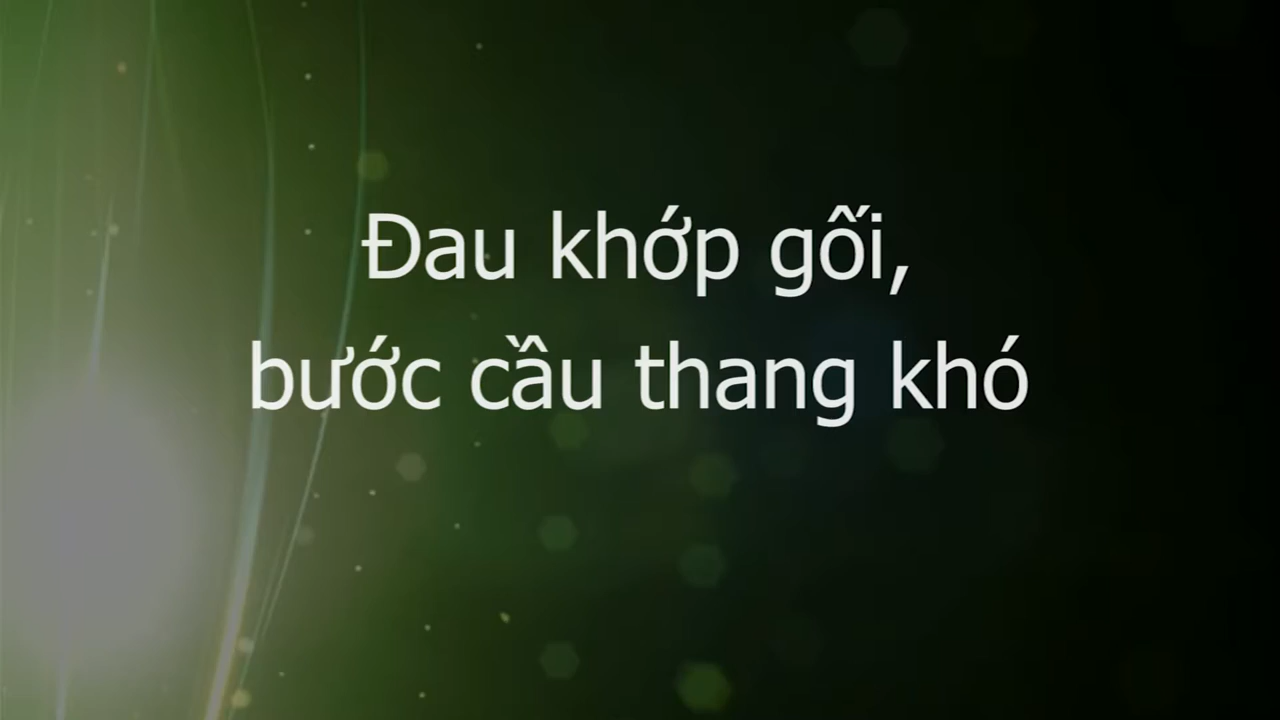 Đau khớp gối,
bước cầu thang khó